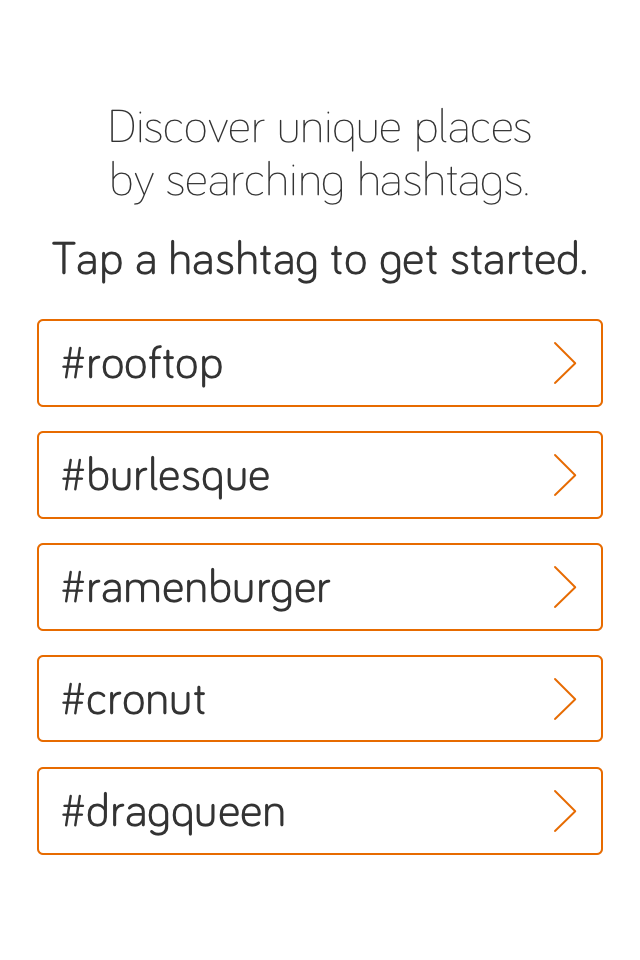 Discover unique places
by searching hashtags.
Tap a hashtag to get started.
#rooftop
#burlesque
#ramenburger
#cronut
#dragqueen